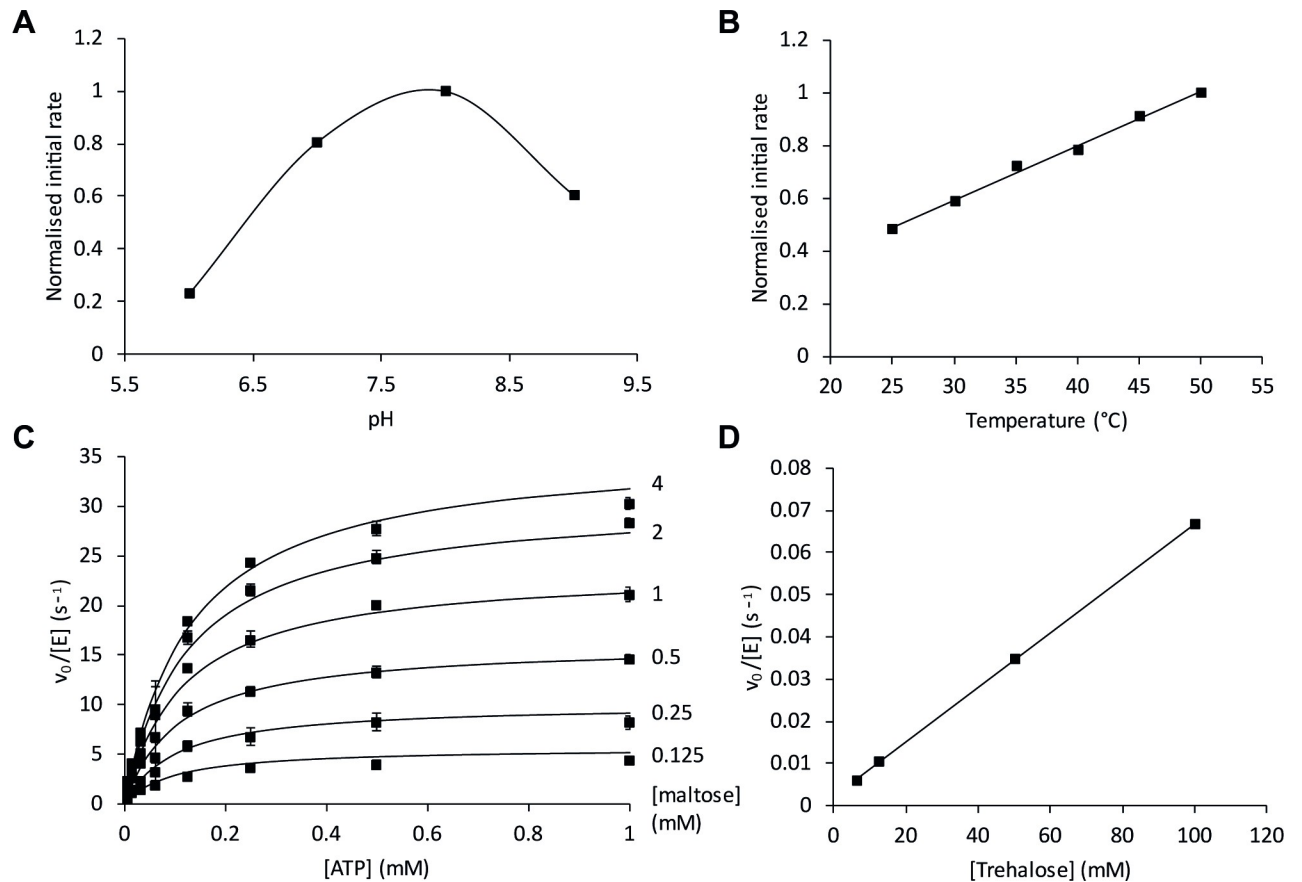 A
1.2
1
0.8
0.6
0.4
0.2
0
Normalised initial rate
5.5 6.5 7.5 8.5 9.5
pH
B
1.2
1
0.8
0.6
0.4
0.2
0
Normalised initial rate
20 25 30 35 40 45 50 55
Temperature (°C)
C
35
30
25
20
15
10
5
0
v₀/[E] (s⁻¹)
0 0.2 0.4 0.6 0.8 1
[ATP] (mM)
4
2
1
0.5
0.25
0.125
[maltose]
(mM)
D
0.08
0.07
0.06
0.05
0.04
0.03
0.02
0.01
0
v₀/[E] (s⁻¹)
0 20 40 60 80 100 120
[Trehalose] (mM)